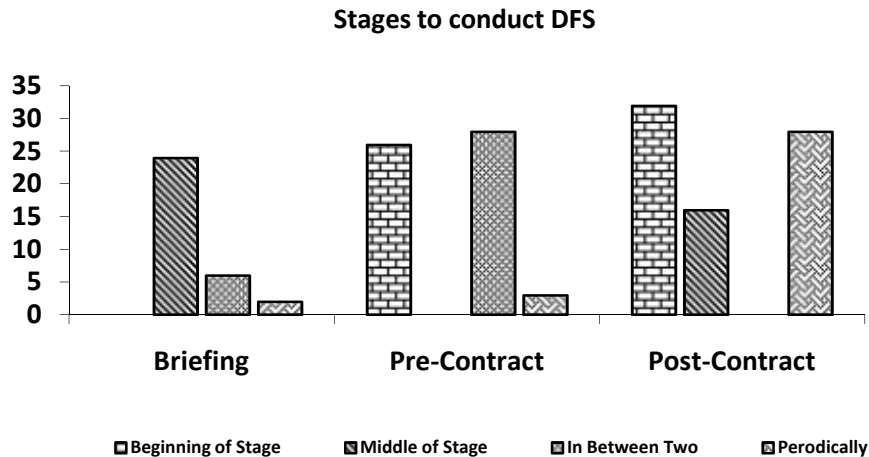 Stages to conduct DFS
35
30
25
20
15
10
5
0
Briefing Pre-Contract Post-Contract
Beginning of Stage Middle of Stage In Between Two Perodically